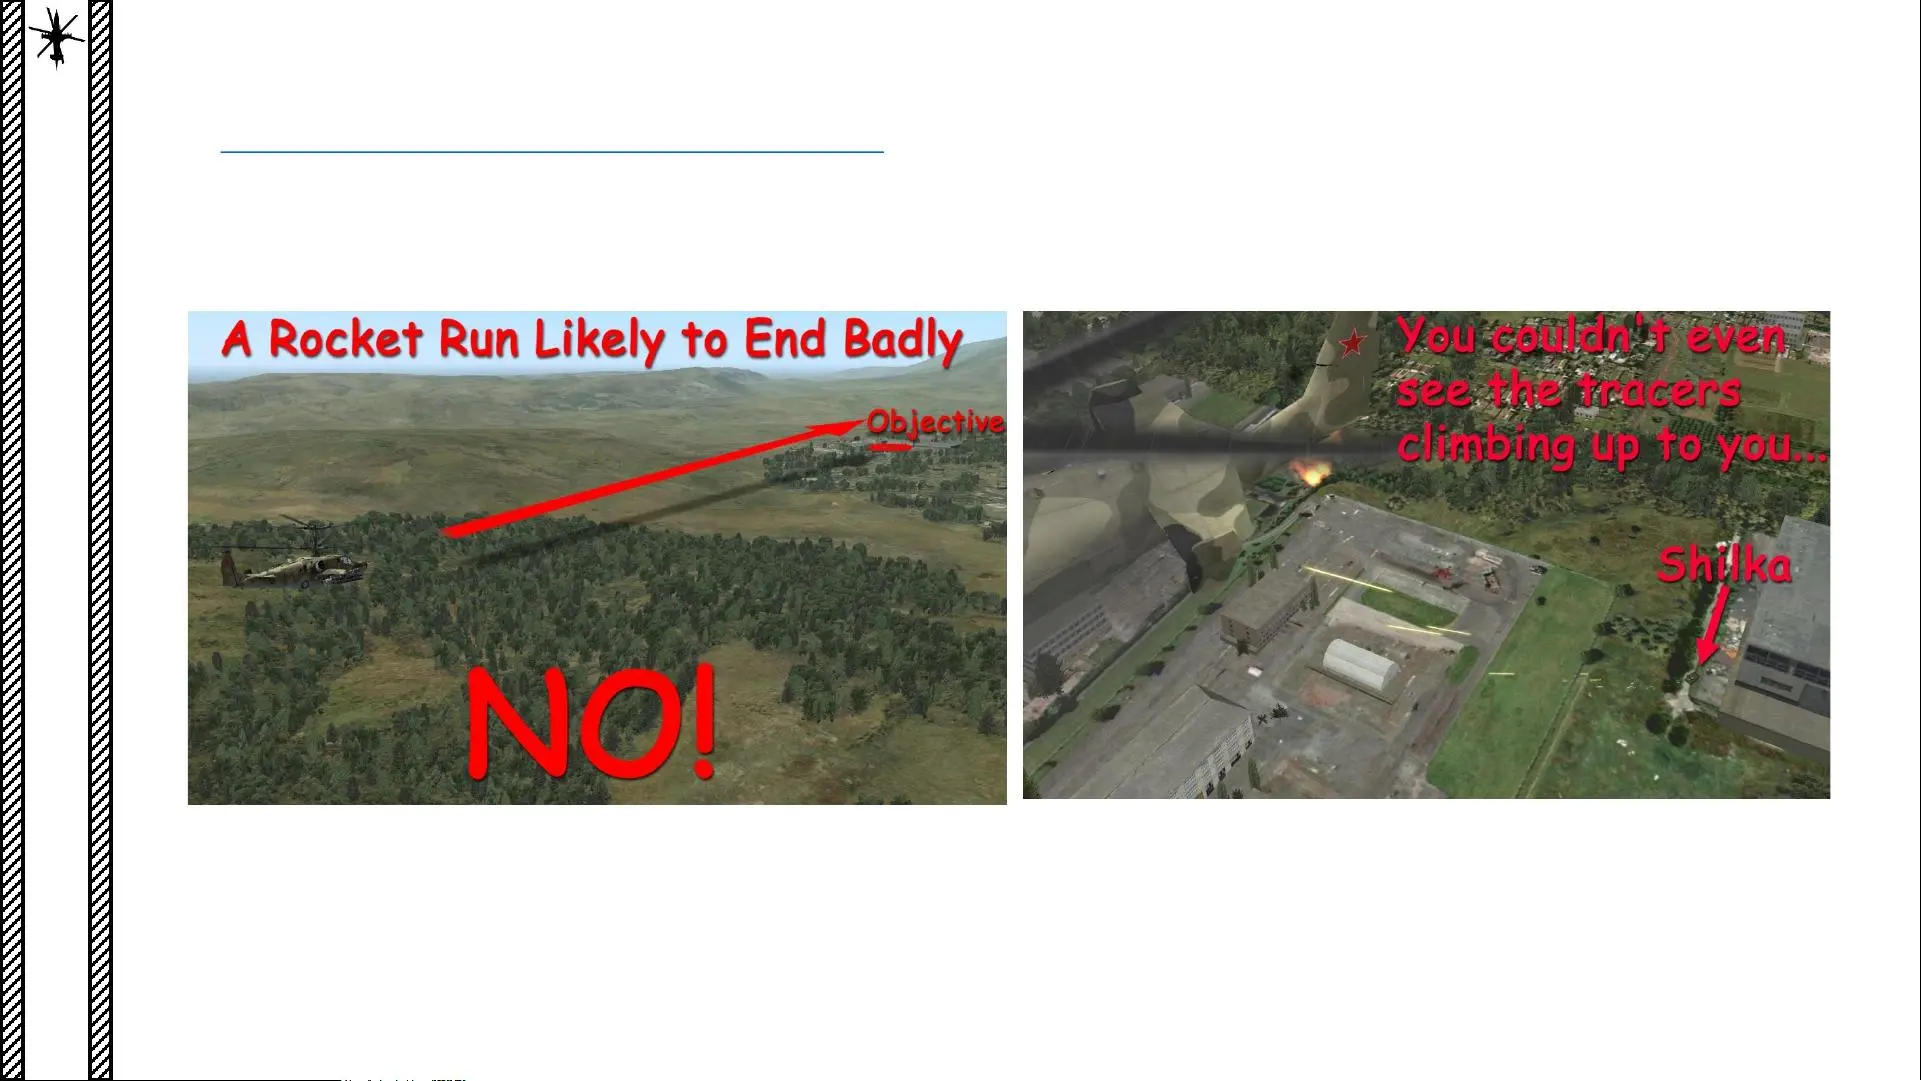 A Rocket Run Likely to End Badly
Objective
NO!
You couldn't even
see the tracers
climbing up to you...
Shilka